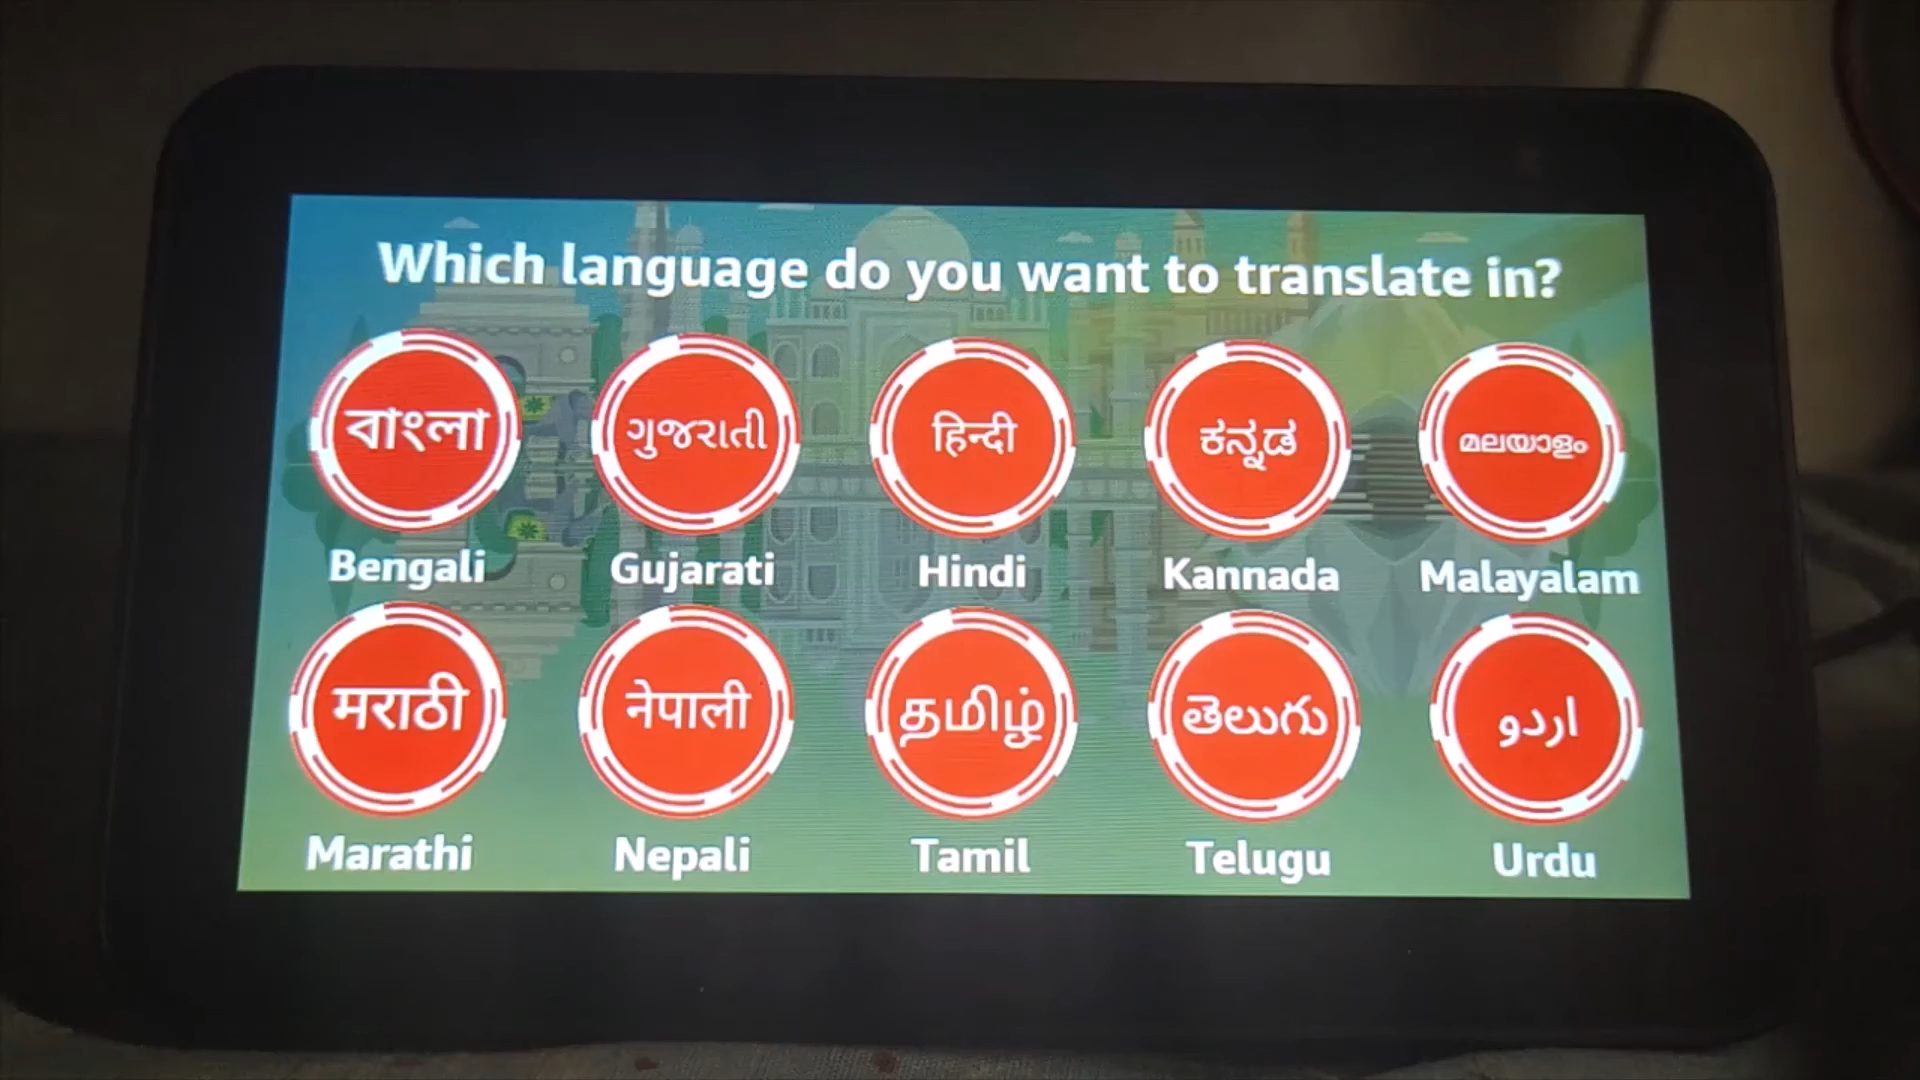 Which language do you want to translate in?
বাংলা ગુજરાતી हिन्दी ಕನ್ನಡ മലയാളം
Bengali Gujarati Hindi Kannada Malayalam
मराठी नेपाली தமிழ் తెలుగు اردو
Marathi Nepali Tamil Telugu Urdu